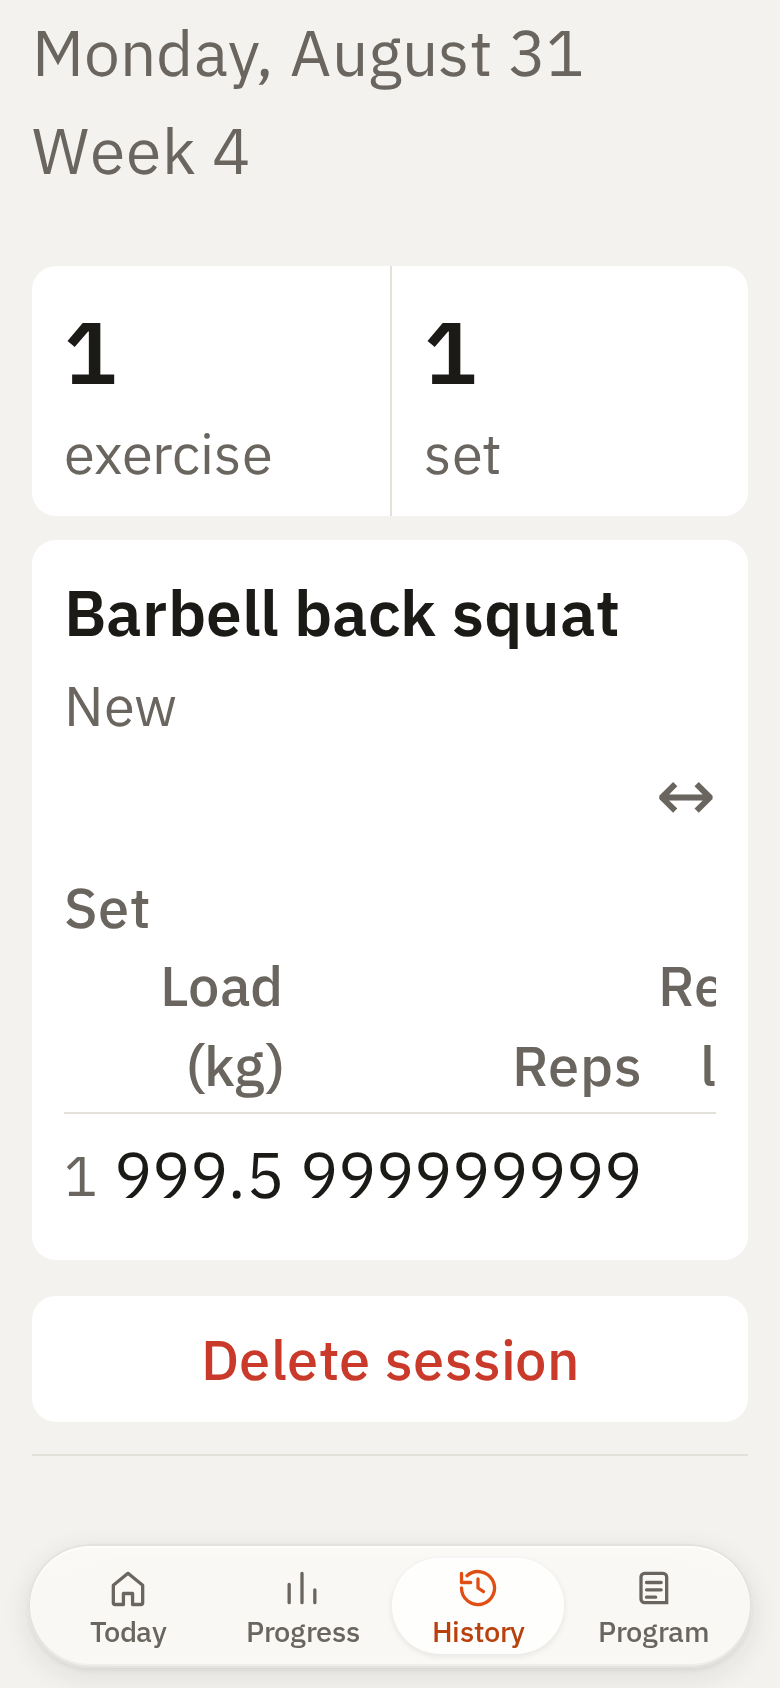 Monday, August 31
Week 4
1
exercise
1
set
Barbell back squat
New
Set
Load
(kg)
Reps
1 999.5 999999999
Delete session
Today
Progress
History
Program